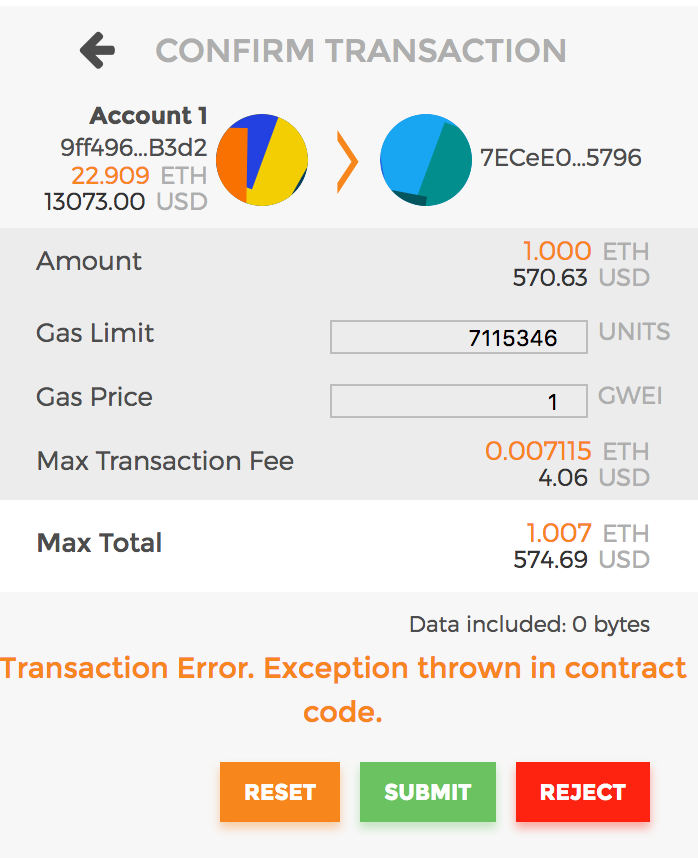 CONFIRM TRANSACTION
Account 1
9ff496...B3d2
22.909 ETH
13073.00 USD
7ECeE0...5796
Amount
1.000 ETH
570.63 USD
Gas Limit
7115346 UNITS
Gas Price
1 GWEI
Max Transaction Fee
0.007115 ETH
4.06 USD
Max Total
1.007 ETH
574.69 USD
Data included: 0 bytes
Transaction Error. Exception thrown in contract
code.
RESET SUBMIT REJECT